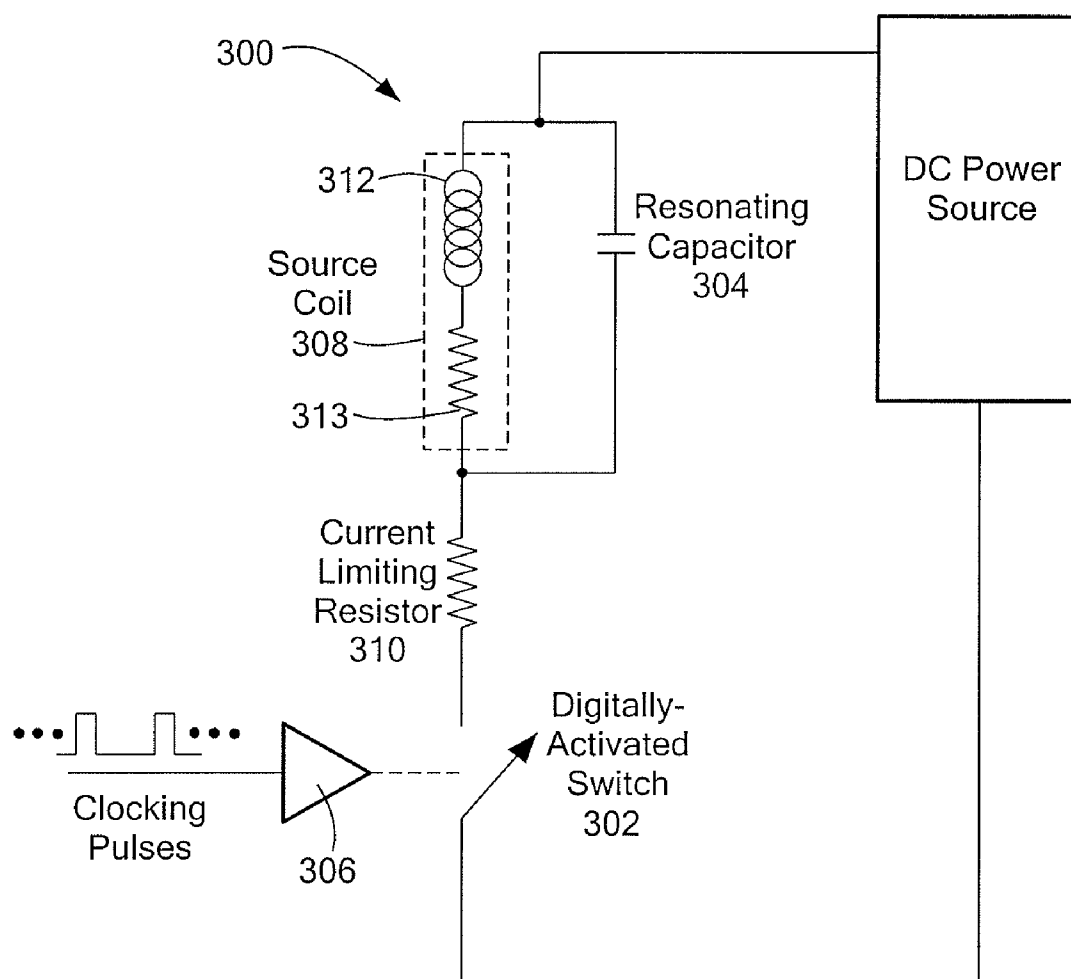 300
DC Power
Source
312
Resonating
Capacitor
304
Source
Coil
308
313
Current
Limiting
Resistor
310
Digitally-
Activated
Switch
302
Clocking
Pulses
306